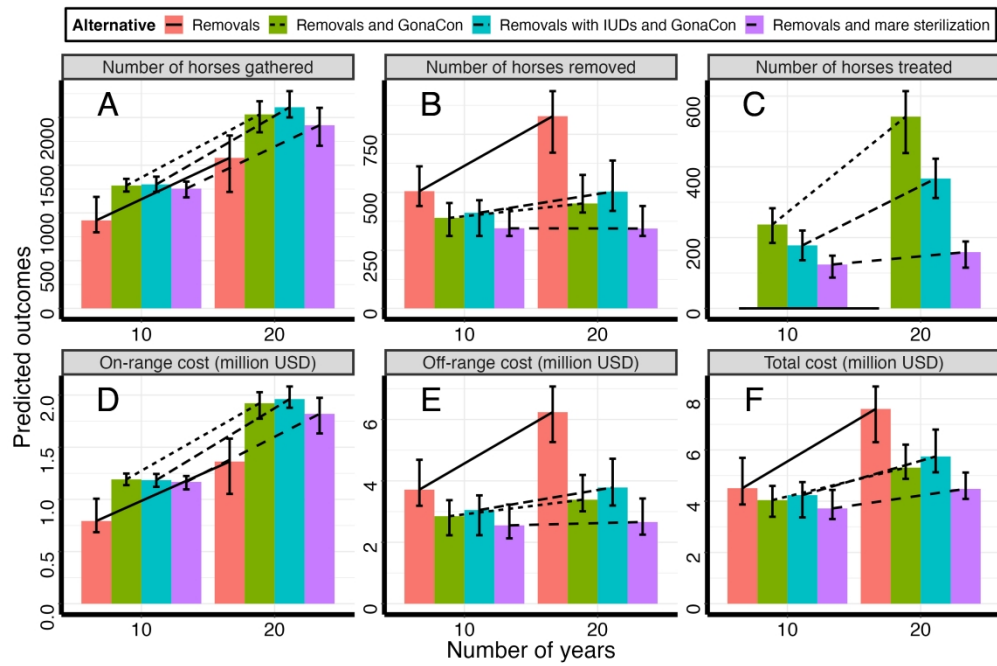 Alternative Removals Removals and GonaCon Removals with IUDs and GonaCon Removals and mare sterilization
Number of horses gathered
Number of horses removed
Number of horses treated
A
B
C
0 500 1000 1500 2000
0 250 500 750
0 200 400 600
10 20
10 20
10 20
Predicted outcomes
On-range cost (million USD)
Off-range cost (million USD)
Total cost (million USD)
D
E
F
0.0 0.5 1.0 1.5 2.0
0 2 4 6
0 2 4 6 8
10 20
10 20
10 20
Number of years